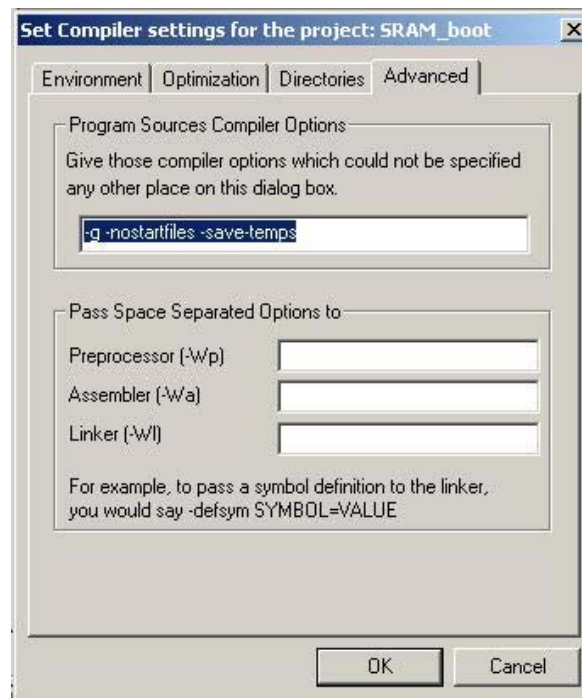 Set Compiler settings for the project: SRAM_boot
Environment Optimization Directories Advanced
Program Sources Compiler Options
Give those compiler options which could not be specified
any other place on this dialog box.
-g -nostartfiles -save-temps
Pass Space Separated Options to
Preprocessor (-Wp)
Assembler (-Wa)
Linker (-Wl)
For example, to pass a symbol definition to the linker,
you would say -defsym SYMBOL=VALUE
OK Cancel